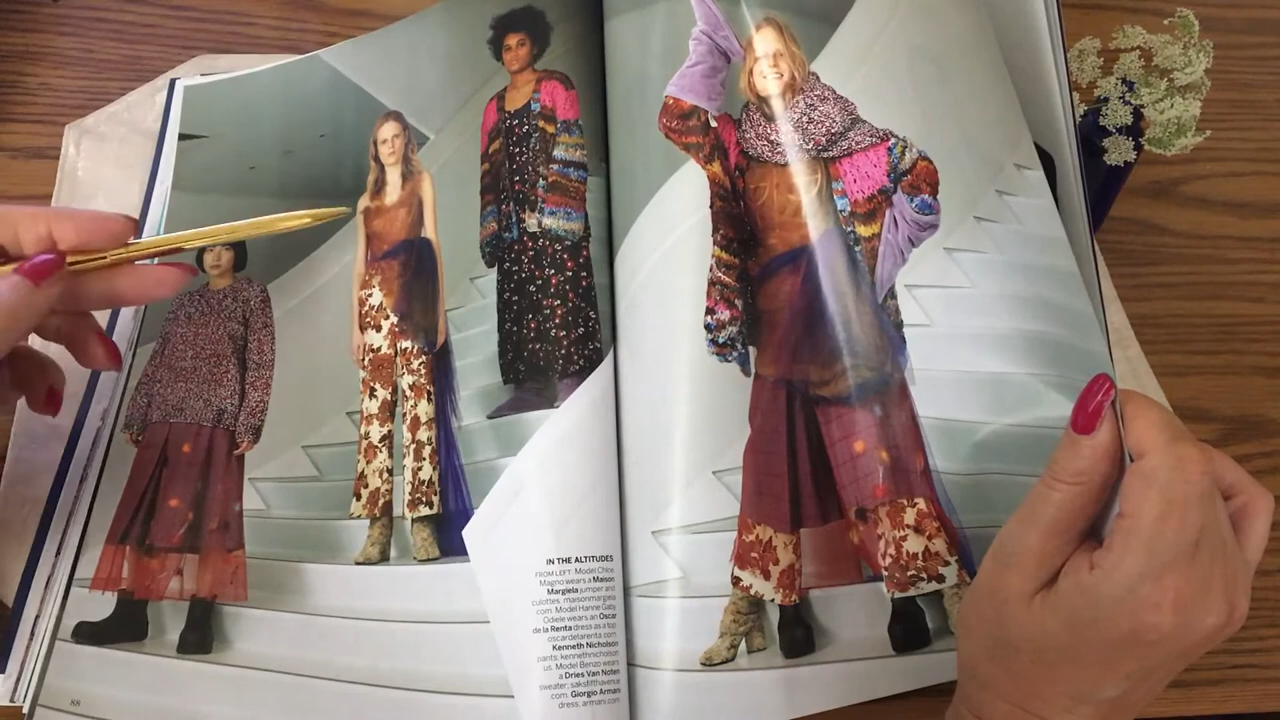 IN THE ALTITUDES
FROM LEFT: Model Chloe
Magno wears a Maison
Margiela jumper and
culottes; maisonmargiela
.com. Model Hanne Gaby
Odiele wears an Oscar
de la Renta dress as a top;
oscardelarenta.com.
Kenneth Nicholson
pants; kennethnicholson
.us. Model Benzo wears
a Dries Van Noten
sweater; saksfifthavenue
.com. Giorgio Armani
dress; armani.com
88